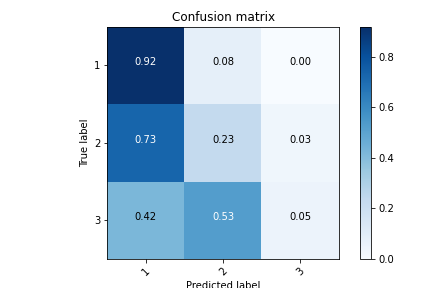 Confusion matrix
1 0.92 0.08 0.00
2 0.73 0.23 0.03
3 0.42 0.53 0.05
1 2 3
True label
Predicted label
0.8
0.6
0.4
0.2
0.0